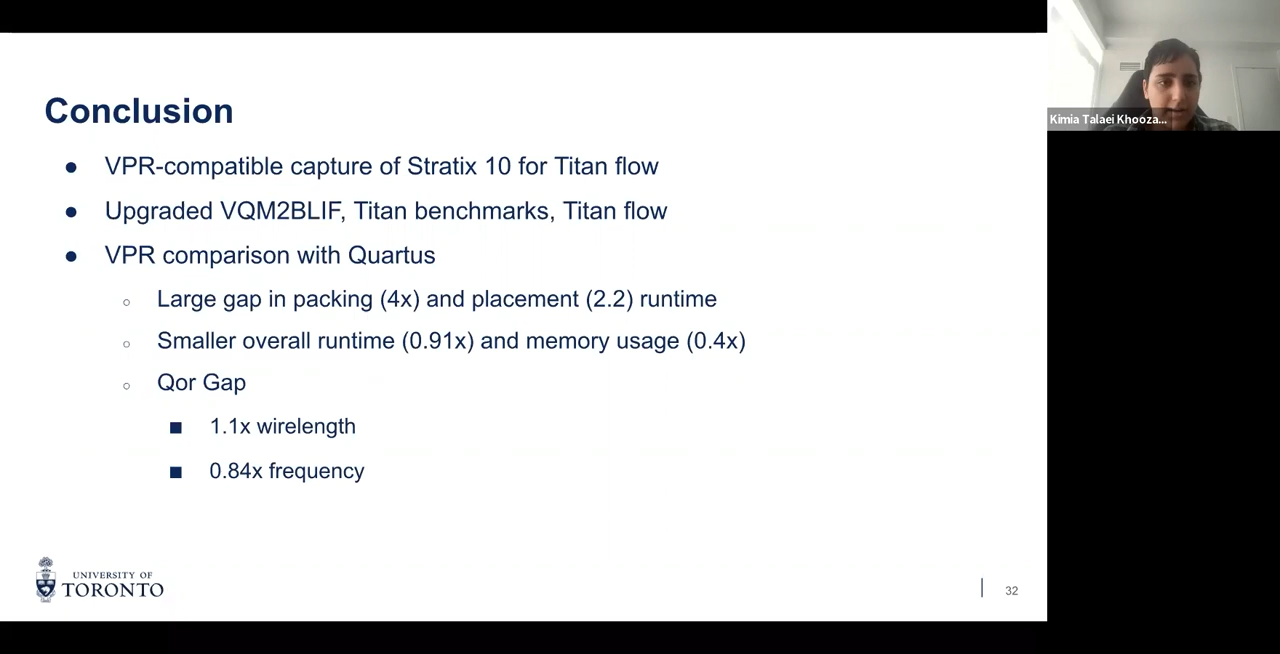 Conclusion
● VPR-compatible capture of Stratix 10 for Titan flow
● Upgraded VQM2BLIF, Titan benchmarks, Titan flow
● VPR comparison with Quartus
○ Large gap in packing (4x) and placement (2.2) runtime
○ Smaller overall runtime (0.91x) and memory usage (0.4x)
○ Qor Gap
■ 1.1x wirelength
■ 0.84x frequency
UNIVERSITY OF
TORONTO
32
Kimia Talaei Khooza...